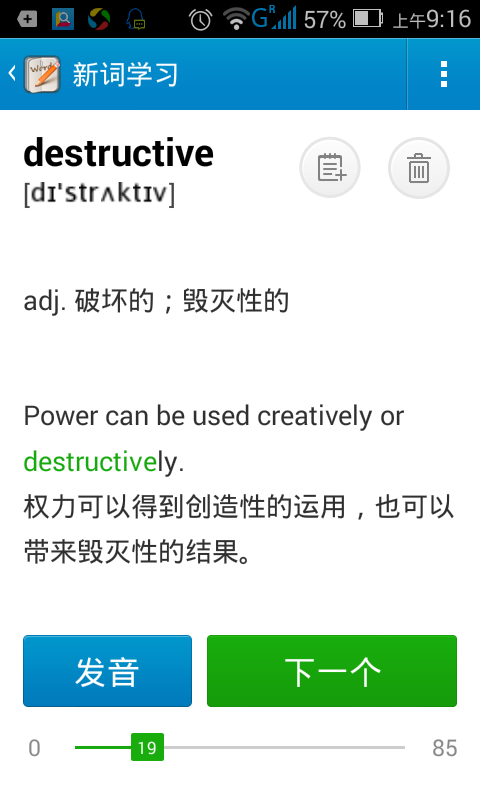 G R 57% 上午9:16
Words 新词学习
destructive
[dɪ'strʌktɪv]
adj. 破坏的；毁灭性的
Power can be used creatively or
destructively.
权力可以得到创造性的运用，也可以
带来毁灭性的结果。
发音 下一个
0 19 85